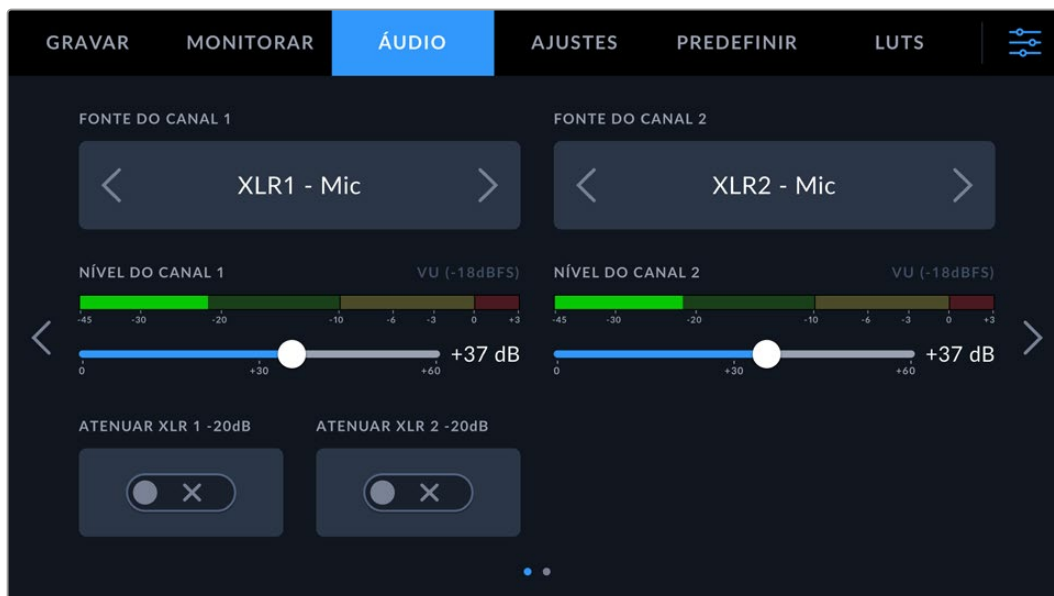 GRAVAR MONITORAR ÁUDIO AJUSTES PREDEFINIR LUTS
FONTE DO CANAL 1 FONTE DO CANAL 2
XLR1 - Mic XLR2 - Mic
NÍVEL DO CANAL 1 VU (-18dBFS) NÍVEL DO CANAL 2 VU (-18dBFS)
-45 -30 -20 -10 -6 -3 0 +3 -45 -30 -20 -10 -6 -3 0 +3
+37 dB +37 dB
0 +30 +60 0 +30 +60
ATENUAR XLR 1 -20dB ATENUAR XLR 2 -20dB